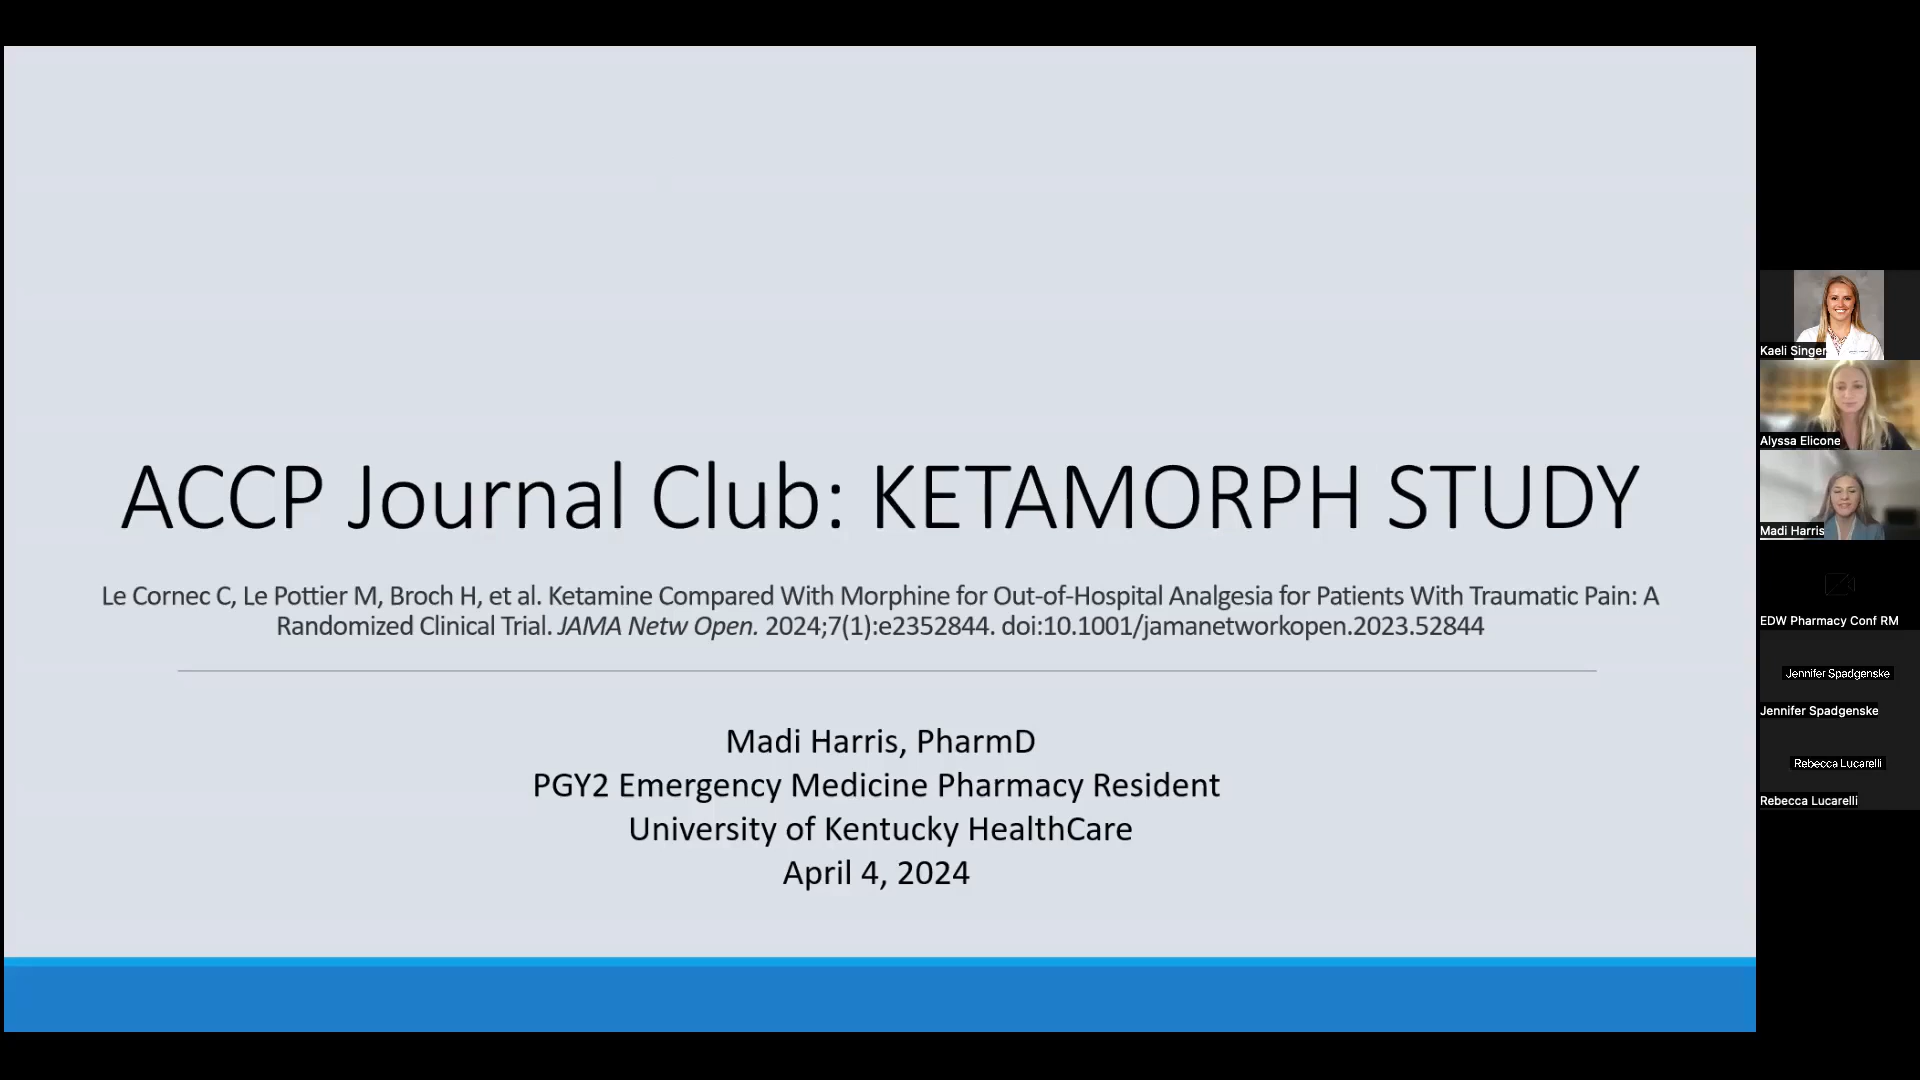 ACCP Journal Club: KETAMORPH STUDY
Le Cornec C, Le Pottier M, Broch H, et al. Ketamine Compared With Morphine for Out-of-Hospital Analgesia for Patients With Traumatic Pain: A
Randomized Clinical Trial. JAMA Netw Open. 2024;7(1):e2352844. doi:10.1001/jamanetworkopen.2023.52844
Madi Harris, PharmD
PGY2 Emergency Medicine Pharmacy Resident
University of Kentucky HealthCare
April 4, 2024
Kaeli Singer
Alyssa Elicone
Madi Harris
EDW Pharmacy Conf RM
Jennifer Spadgenske
Jennifer Spadgenske
Rebecca Lucarelli
Rebecca Lucarelli